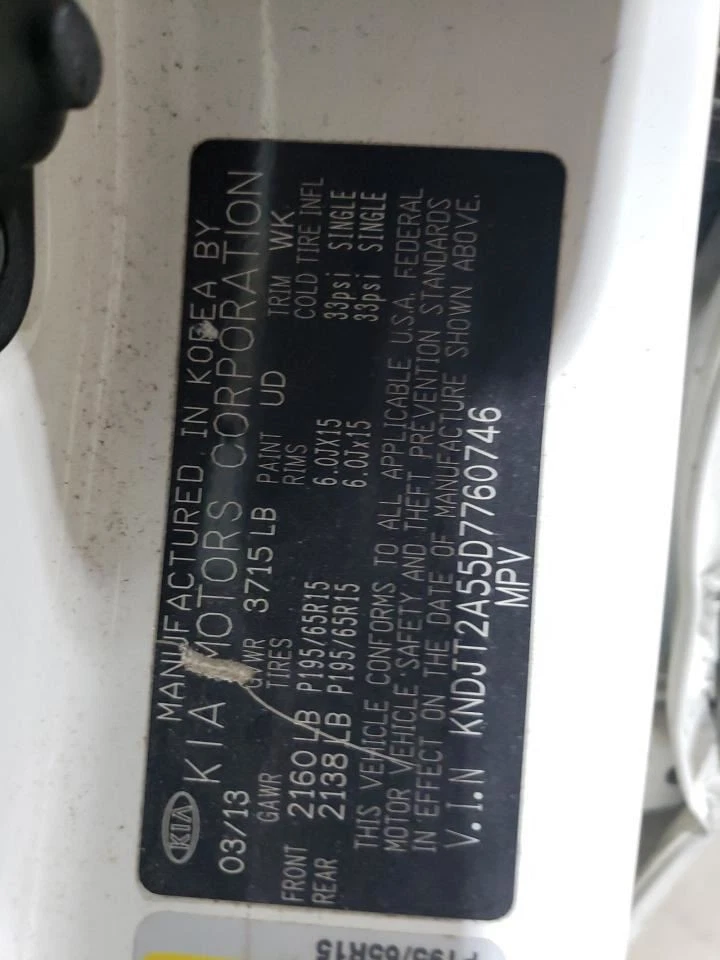 KIA
MANUFACTURED IN KOREA BY
KIA MOTORS CORPORATION
03/13 GVWR 3715 LB PAINT UD TRIM WK
GAWR TIRES RIMS COLD TIRE INFL
FRONT 2160 LB P195/65R15 6.0Jx15 33psi SINGLE
REAR 2138 LB P195/65R15 6.0Jx15 33psi SINGLE
THIS VEHICLE CONFORMS TO ALL APPLICABLE U.S.A. FEDERAL
MOTOR VEHICLE SAFETY AND THEFT PREVENTION STANDARDS
IN EFFECT ON THE DATE OF MANUFACTURE SHOWN ABOVE.
V.I.N KNDJT2A55D7760746
MPV
P195/65R15